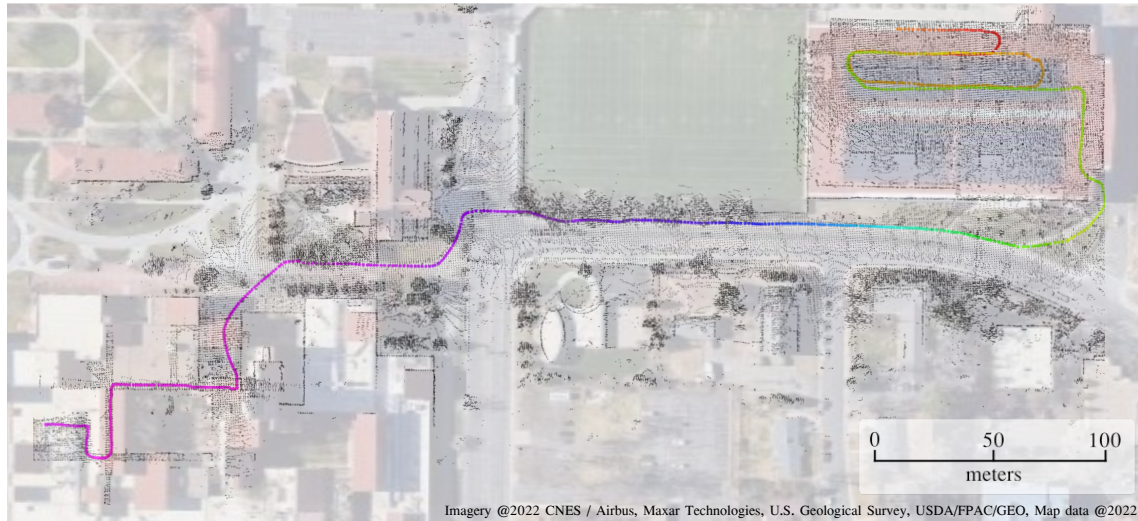 0 50 100
meters
Imagery @2022 CNES / Airbus, Maxar Technologies, U.S. Geological Survey, USDA/FPAC/GEO, Map data @2022